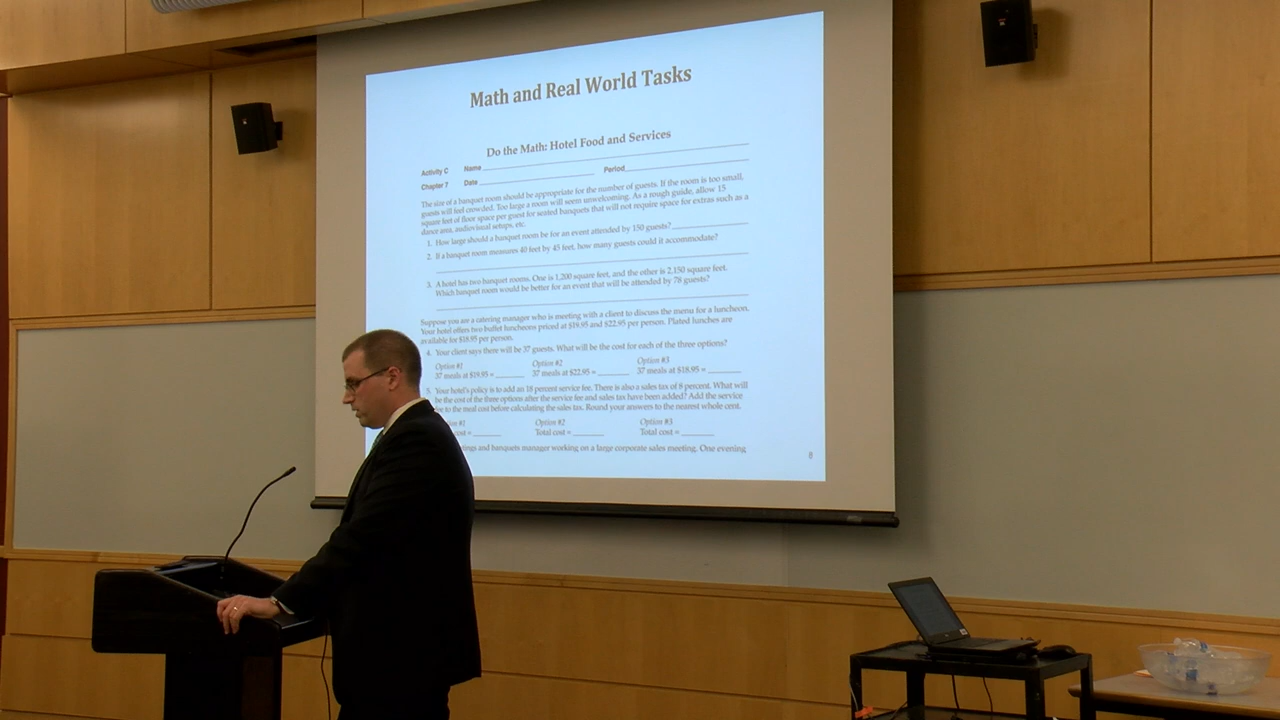 Math and Real World Tasks
Do the Math: Hotel Food and Services
Activity C Name
Period
Chapter 7 Date
The size of a banquet room should be appropriate for the number of guests. If the room is too small,
guests will feel crowded. Too large a room will seem unwelcoming. As a rough guide, allow 15
square feet of floor space per guest for seated banquets that will not require space for extras such as a
dance area, audiovisual setups, etc.
1. How large should a banquet room be for an event attended by 150 guests?
2. If a banquet room measures 40 feet by 45 feet, how many guests could it accommodate?
3. A hotel has two banquet rooms. One is 1,200 square feet, and the other is 2,150 square feet.
Which banquet room would be better for an event that will be attended by 78 guests?
Suppose you are a catering manager who is meeting with a client to discuss the menu for a luncheon.
Your hotel offers two buffet luncheons priced at $19.95 and $22.95 per person. Plated lunches are
available for $18.95 per person.
4. Your client says there will be 37 guests. What will be the cost for each of the three options?
Option #1 Option #2 Option #3
37 meals at $19.95 = 37 meals at $22.95 = 37 meals at $18.95 =
5. Your hotel's policy is to add an 18 percent service fee. There is also a sales tax of 8 percent. What will
be the cost of the three options after the service fee and sales tax have been added? Add the service
to the meal cost before calculating the sales tax. Round your answers to the nearest whole cent.
#1 Option #2 Option #3
cost = Total cost = Total cost =
and banquets manager working on a large corporate sales meeting. One evening
8